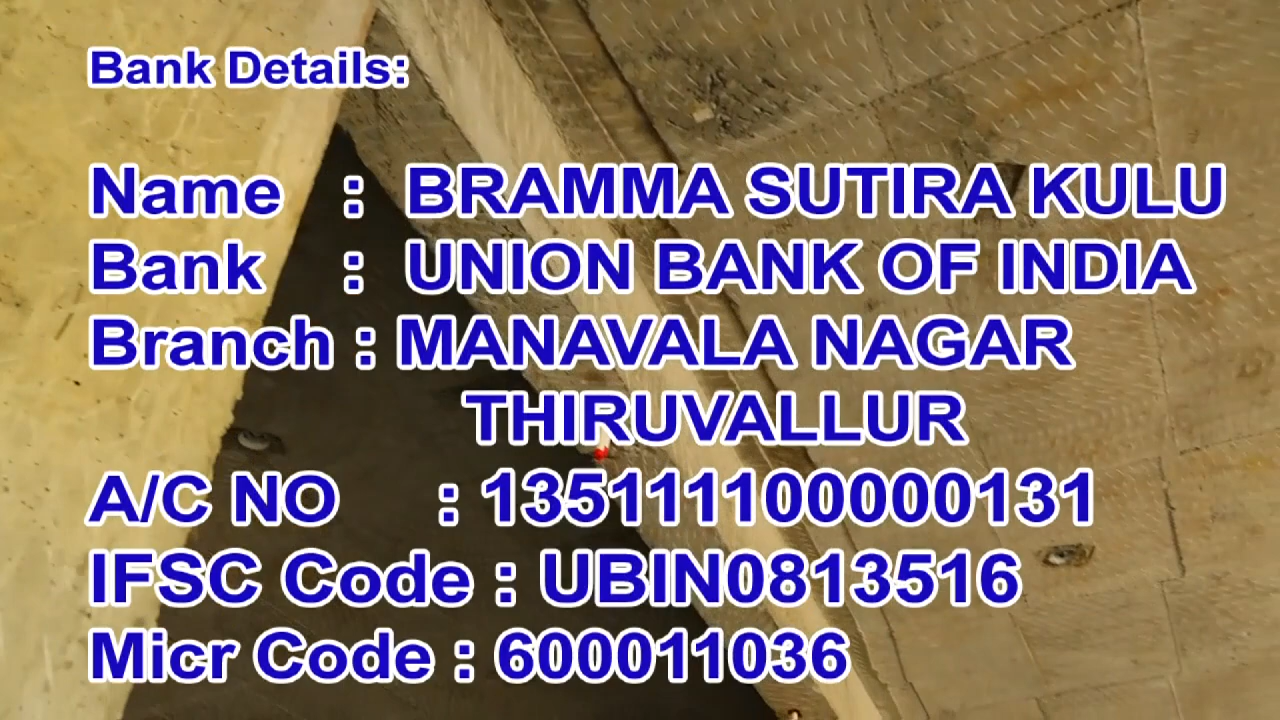 Bank Details:
Name : BRAMMA SUTIRA KULU
Bank : UNION BANK OF INDIA
Branch : MANAVALA NAGAR
THIRUVALLUR
A/C NO : 135111100000131
IFSC Code : UBIN0813516
Micr Code : 600011036